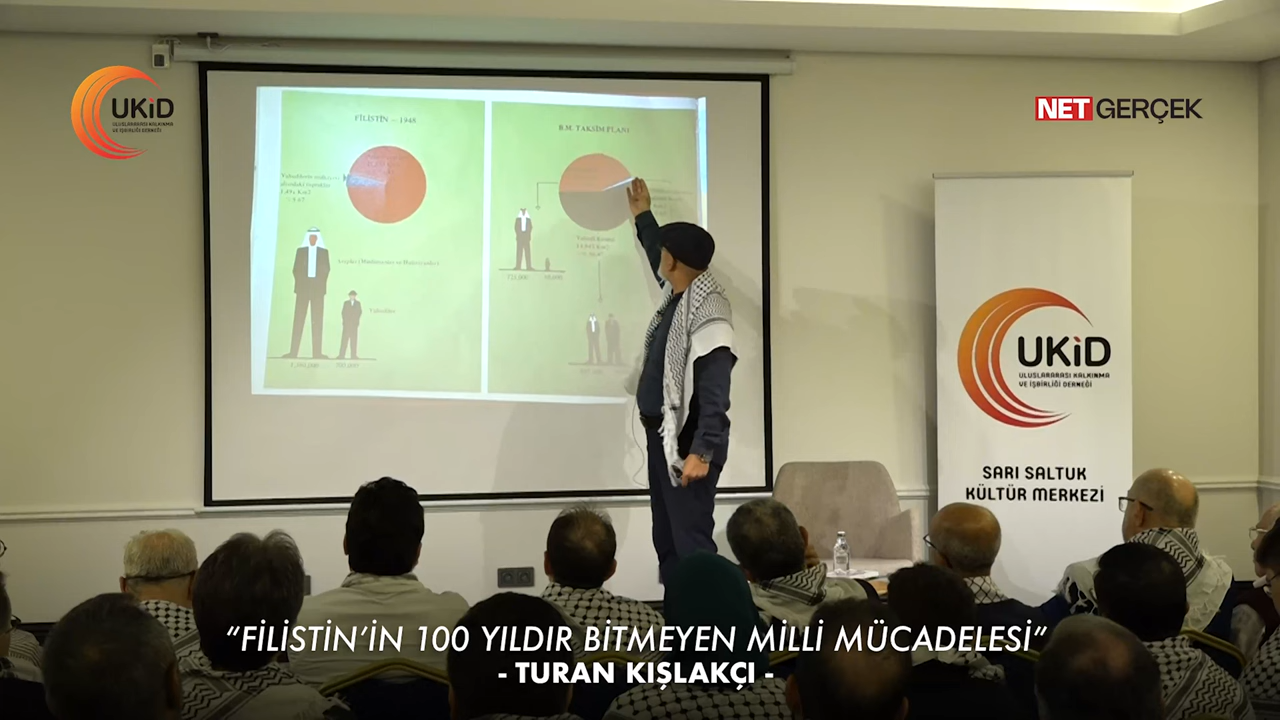 UKiD
ULUSLARARASI KALKINMA
VE İŞBİRLİĞİ DERNEĞİ
NET GERÇEK
FİLİSTİN — 1948
B.M. TAKSİM PLANI
Yahudiler
UKiD
ULUSLARARASI KALKINMA
VE İŞBİRLİĞİ DERNEĞİ
SARI SALTUK
KÜLTÜR MERKEZİ
“FİLİSTİN’İN 100 YILDIR BİTMEYEN MİLLİ MÜCADELESİ”
- TURAN KIŞLAKÇI -